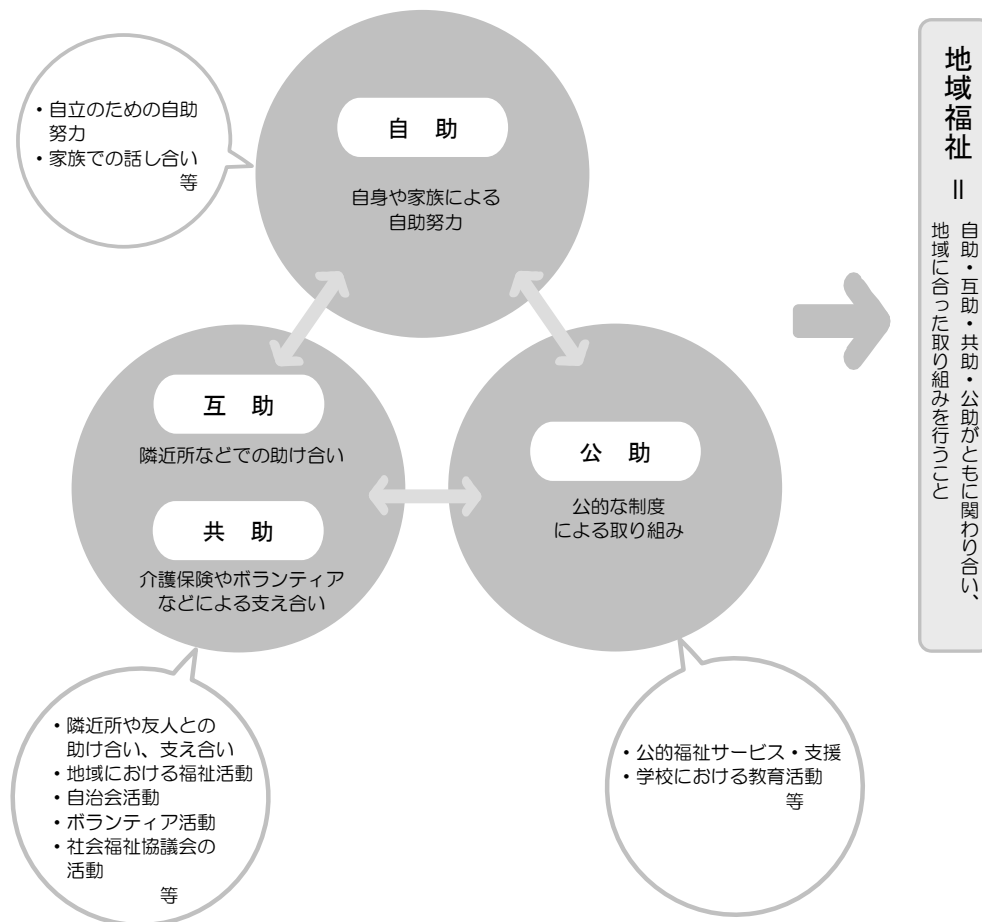 ・自立のための自助
努力
・家族での話し合い
等
自　助
自身や家族による
自助努力
互　助
隣近所などでの助け合い
共　助
介護保険やボランティア
などによる支え合い
公　助
公的な制度
による取り組み
・隣近所や友人との
助け合い、支え合い
・地域における福祉活動
・自治会活動
・ボランティア活動
・社会福祉協議会の
活動
等
・公的福祉サービス・支援
・学校における教育活動
等
地域福祉＝
自助・互助・共助・公助がともに関わり合い、
地域に合った取り組みを行うこと